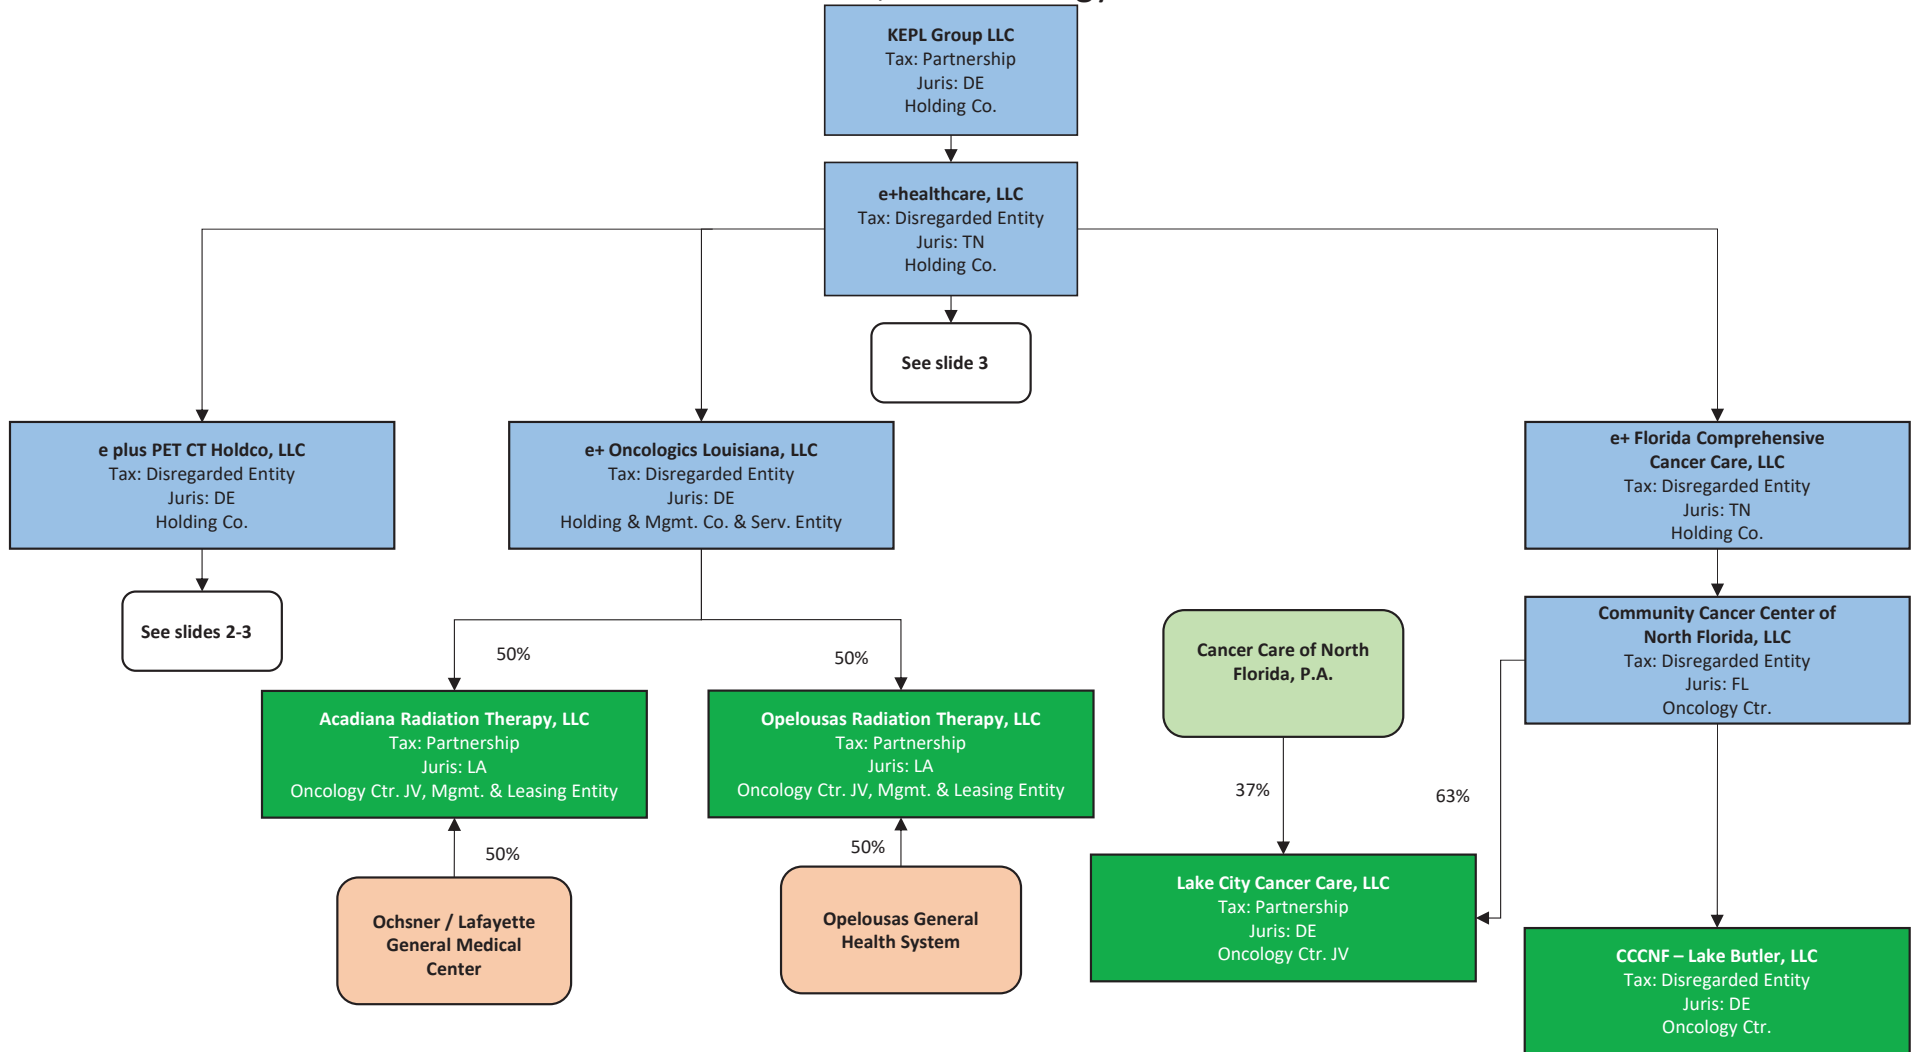 KEPL Group LLC
Tax: Partnership
Juris: DE
Holding Co.
e+healthcare, LLC
Tax: Disregarded Entity
Juris: TN
Holding Co.
See slide 3
e plus PET CT Holdco, LLC
Tax: Disregarded Entity
Juris: DE
Holding Co.
e+ Oncologics Louisiana, LLC
Tax: Disregarded Entity
Juris: DE
Holding & Mgmt. Co. & Serv. Entity
e+ Florida Comprehensive
Cancer Care, LLC
Tax: Disregarded Entity
Juris: TN
Holding Co.
See slides 2-3
50%
50%
Cancer Care of North
Florida, P.A.
Community Cancer Center of
North Florida, LLC
Tax: Disregarded Entity
Juris: FL
Oncology Ctr.
Acadiana Radiation Therapy, LLC
Tax: Partnership
Juris: LA
Oncology Ctr. JV, Mgmt. & Leasing Entity
Opelousas Radiation Therapy, LLC
Tax: Partnership
Juris: LA
Oncology Ctr. JV, Mgmt. & Leasing Entity
37%
63%
50%
50%
Ochsner / Lafayette
General Medical
Center
Opelousas General
Health System
Lake City Cancer Care, LLC
Tax: Partnership
Juris: DE
Oncology Ctr. JV
CCCNF – Lake Butler, LLC
Tax: Disregarded Entity
Juris: DE
Oncology Ctr.